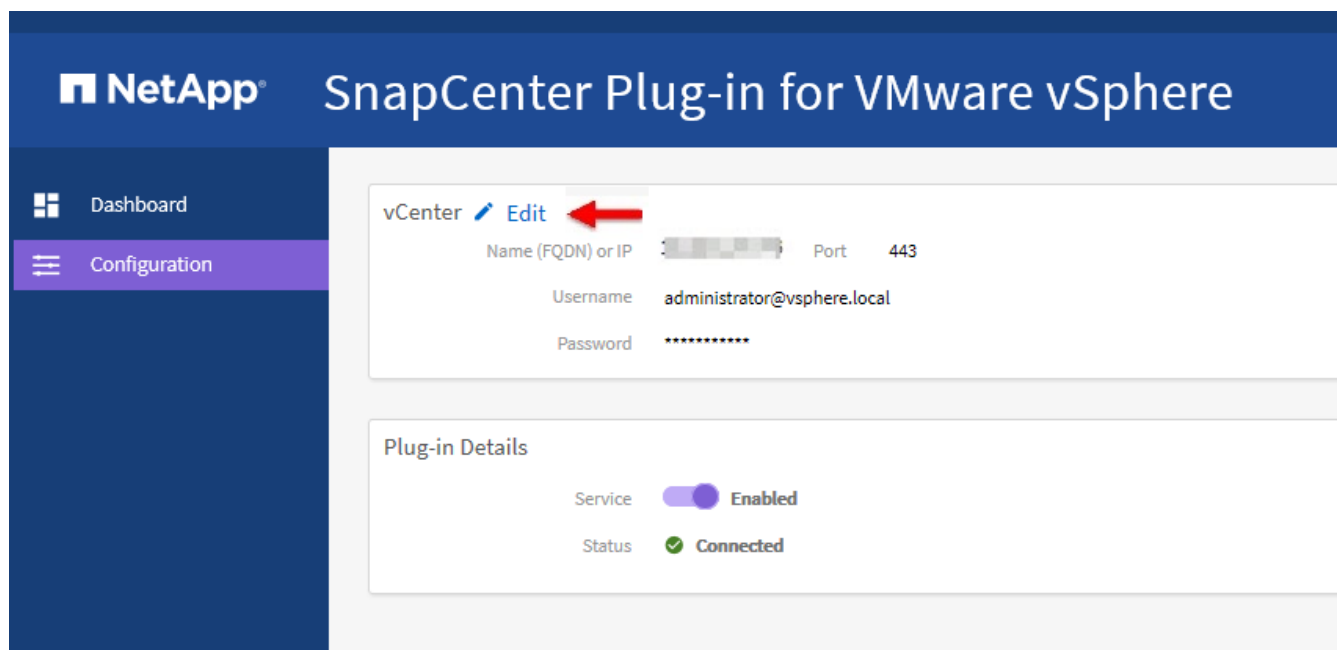 NetApp® SnapCenter Plug-in for VMware vSphere
Dashboard
Configuration
vCenter Edit
Name (FQDN) or IP Port 443
Username administrator@vsphere.local
Password ***********
Plug-in Details
Service Enabled
Status Connected